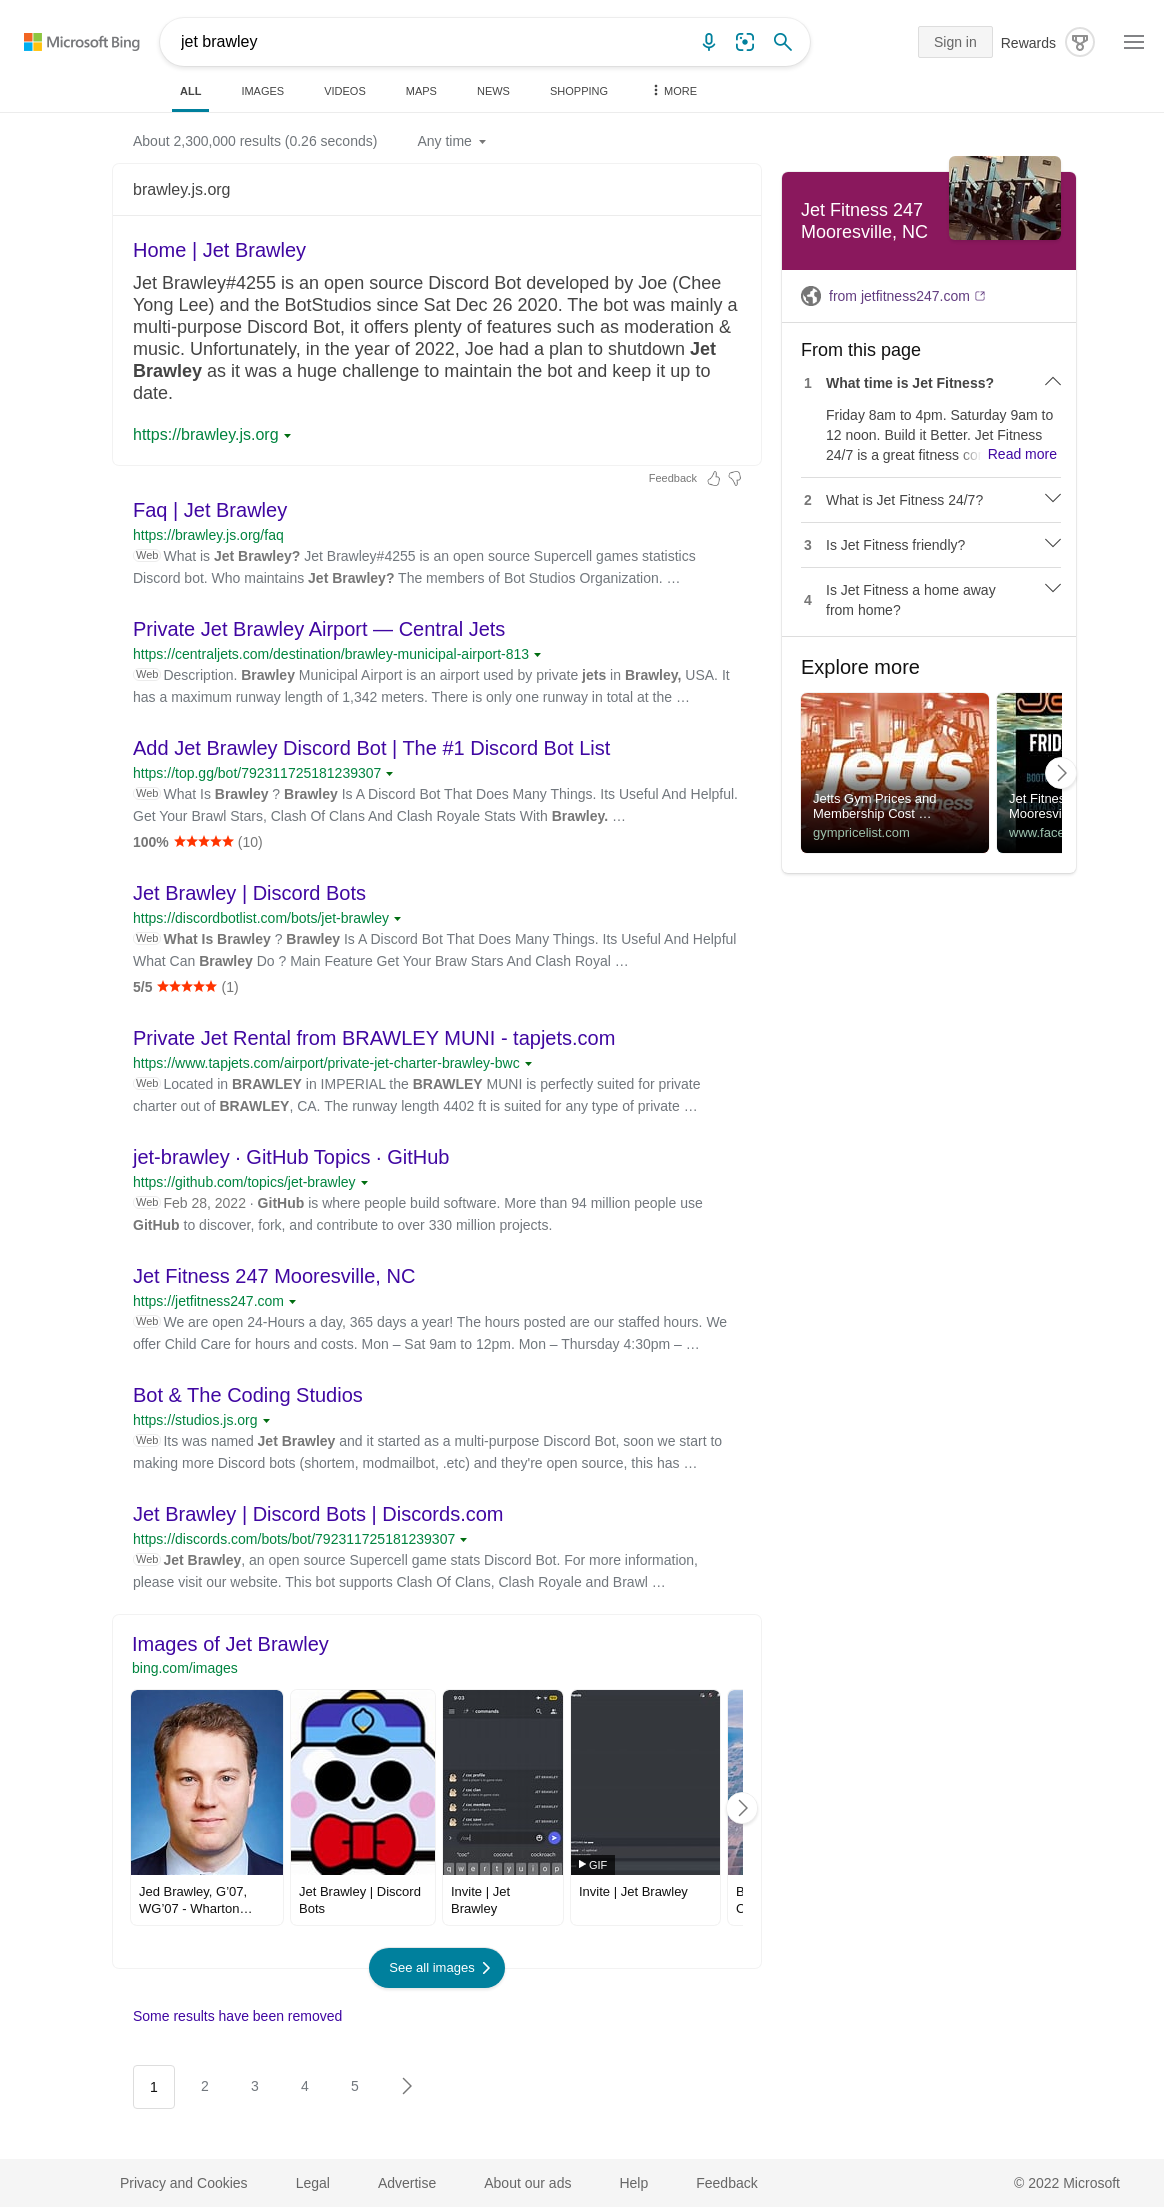 Microsoft Bing
jet brawley
Sign in
Rewards
ALL
IMAGES
VIDEOS
MAPS
NEWS
SHOPPING
MORE
About 2,300,000 results (0.26 seconds)
Any time
brawley.js.org
Home | Jet Brawley
Jet Brawley#4255 is an open source Discord Bot developed by Joe (Chee
Yong Lee) and the BotStudios since Sat Dec 26 2020. The bot was mainly a
multi-purpose Discord Bot, it offers plenty of features such as moderation &
music. Unfortunately, in the year of 2022, Joe had a plan to shutdown Jet
Brawley as it was a huge challenge to maintain the bot and keep it up to
date.
https://brawley.js.org
Feedback
Faq | Jet Brawley
https://brawley.js.org/faq
Web What is Jet Brawley? Jet Brawley#4255 is an open source Supercell games statistics
Discord bot. Who maintains Jet Brawley? The members of Bot Studios Organization. …
Private Jet Brawley Airport — Central Jets
https://centraljets.com/destination/brawley-municipal-airport-813
Web Description. Brawley Municipal Airport is an airport used by private jets in Brawley, USA. It
has a maximum runway length of 1,342 meters. There is only one runway in total at the …
Add Jet Brawley Discord Bot | The #1 Discord Bot List
https://top.gg/bot/792311725181239307
Web What Is Brawley ? Brawley Is A Discord Bot That Does Many Things. Its Useful And Helpful.
Get Your Brawl Stars, Clash Of Clans And Clash Royale Stats With Brawley. …
100% ★★★★★ (10)
Jet Brawley | Discord Bots
https://discordbotlist.com/bots/jet-brawley
Web What Is Brawley ? Brawley Is A Discord Bot That Does Many Things. Its Useful And Helpful
What Can Brawley Do ? Main Feature Get Your Braw Stars And Clash Royal …
5/5 ★★★★★ (1)
Private Jet Rental from BRAWLEY MUNI - tapjets.com
https://www.tapjets.com/airport/private-jet-charter-brawley-bwc
Web Located in BRAWLEY in IMPERIAL the BRAWLEY MUNI is perfectly suited for private
charter out of BRAWLEY, CA. The runway length 4402 ft is suited for any type of private …
jet-brawley · GitHub Topics · GitHub
https://github.com/topics/jet-brawley
Web Feb 28, 2022 · GitHub is where people build software. More than 94 million people use
GitHub to discover, fork, and contribute to over 330 million projects.
Jet Fitness 247 Mooresville, NC
https://jetfitness247.com
Web We are open 24-Hours a day, 365 days a year! The hours posted are our staffed hours. We
offer Child Care for hours and costs. Mon – Sat 9am to 12pm. Mon – Thursday 4:30pm – …
Bot & The Coding Studios
https://studios.js.org
Web Its was named Jet Brawley and it started as a multi-purpose Discord Bot, soon we start to
making more Discord bots (shortem, modmailbot, .etc) and they're open source, this has …
Jet Brawley | Discord Bots | Discords.com
https://discords.com/bots/bot/792311725181239307
Web Jet Brawley, an open source Supercell game stats Discord Bot. For more information,
please visit our website. This bot supports Clash Of Clans, Clash Royale and Brawl …
Images of Jet Brawley
bing.com/images
9:03
commands
/ coc profile
JET BRAWLEY
/ coc clan
JET BRAWLEY
/ coc members
JET BRAWLEY
/ coc save
JET BRAWLEY
"coc"
coconut
cockroach
q w e r t y u i o p
GIF
Jed Brawley, G'07,
WG'07 - Wharton…
Jet Brawley | Discord
Bots
Invite | Jet
Brawley
Invite | Jet Brawley
See all images
Some results have been removed
1
2
3
4
5
Jet Fitness 247
Mooresville, NC
from jetfitness247.com
From this page
1 What time is Jet Fitness?
Friday 8am to 4pm. Saturday 9am to
12 noon. Build it Better. Jet Fitness
24/7 is a great fitness co Read more
2 What is Jet Fitness 24/7?
3 Is Jet Fitness friendly?
4 Is Jet Fitness a home away
from home?
Explore more
jetts
24 hour fitness
Jetts Gym Prices and
Membership Cost …
gympricelist.com
FRID
Jet Fitnes
Mooresvi
www.face
Privacy and Cookies
Legal
Advertise
About our ads
Help
Feedback
© 2022 Microsoft